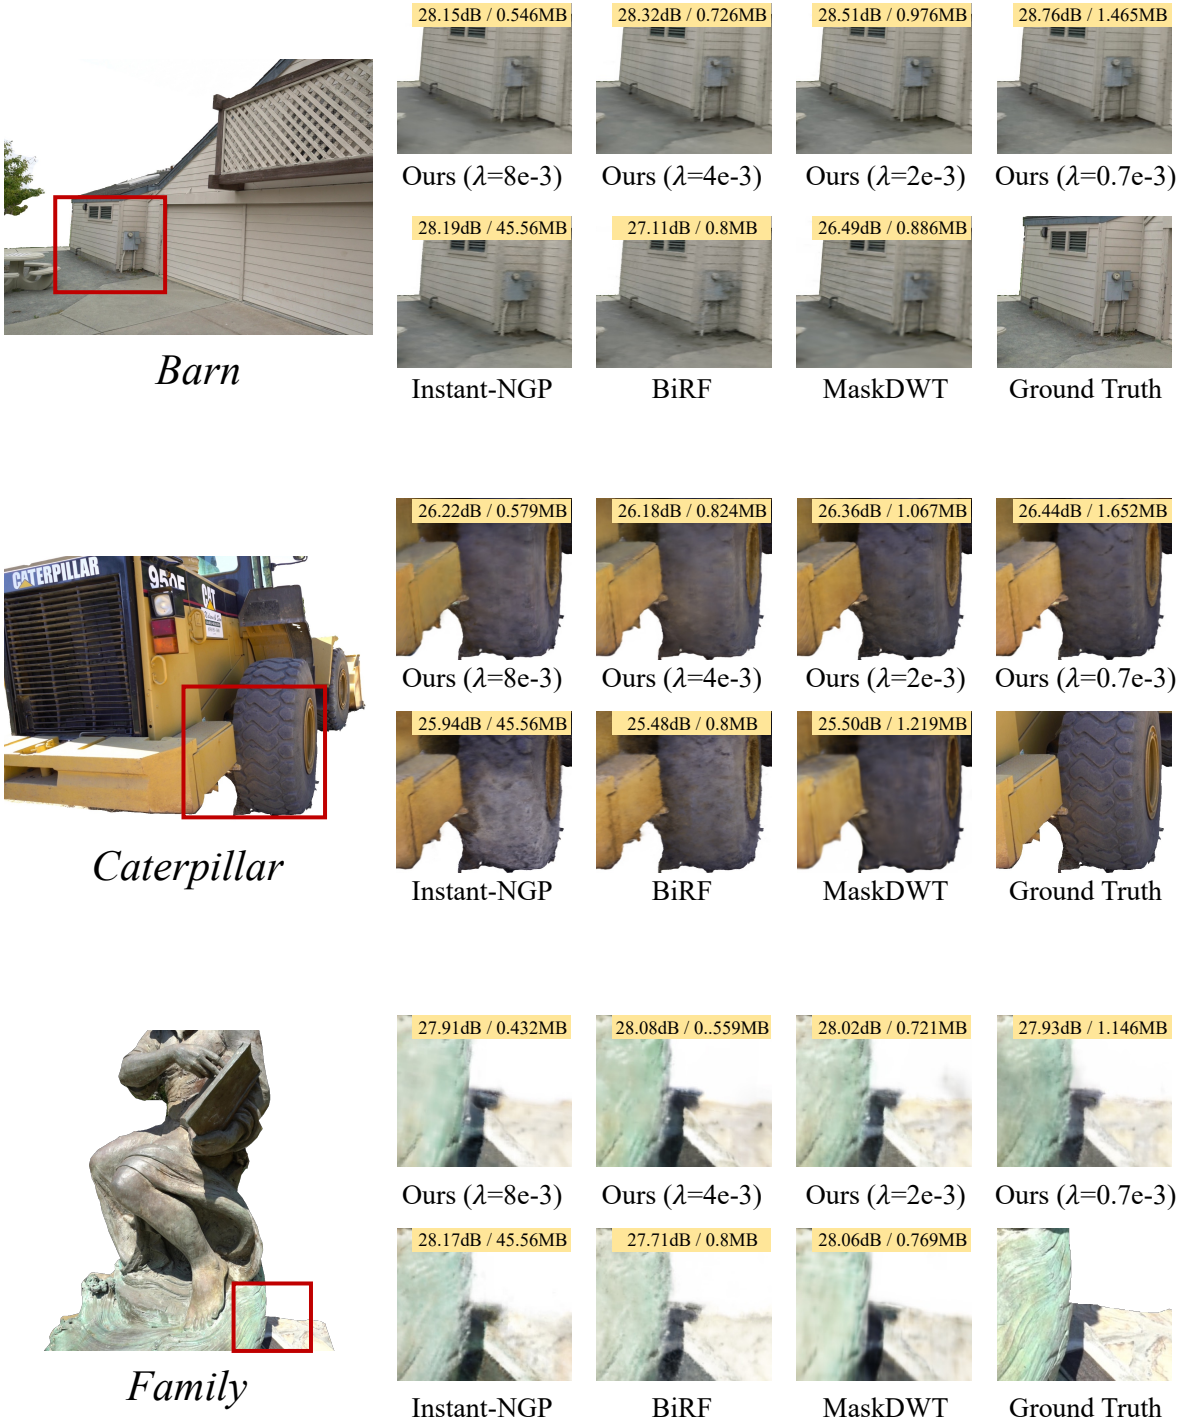 28.15dB / 0.546MB
28.32dB / 0.726MB
28.51dB / 0.976MB
28.76dB / 1.465MB
Ours (λ=8e-3)
Ours (λ=4e-3)
Ours (λ=2e-3)
Ours (λ=0.7e-3)
28.19dB / 45.56MB
27.11dB / 0.8MB
26.49dB / 0.886MB
Instant-NGP
BiRF
MaskDWT
Ground Truth
Barn
26.22dB / 0.579MB
26.18dB / 0.824MB
26.36dB / 1.067MB
26.44dB / 1.652MB
Ours (λ=8e-3)
Ours (λ=4e-3)
Ours (λ=2e-3)
Ours (λ=0.7e-3)
CATERPILLAR
950F
CAT
25.94dB / 45.56MB
25.48dB / 0.8MB
25.50dB / 1.219MB
Instant-NGP
BiRF
MaskDWT
Ground Truth
Caterpillar
27.91dB / 0.432MB
28.08dB / 0..559MB
28.02dB / 0.721MB
27.93dB / 1.146MB
Ours (λ=8e-3)
Ours (λ=4e-3)
Ours (λ=2e-3)
Ours (λ=0.7e-3)
28.17dB / 45.56MB
27.71dB / 0.8MB
28.06dB / 0.769MB
Instant-NGP
BiRF
MaskDWT
Ground Truth
Family